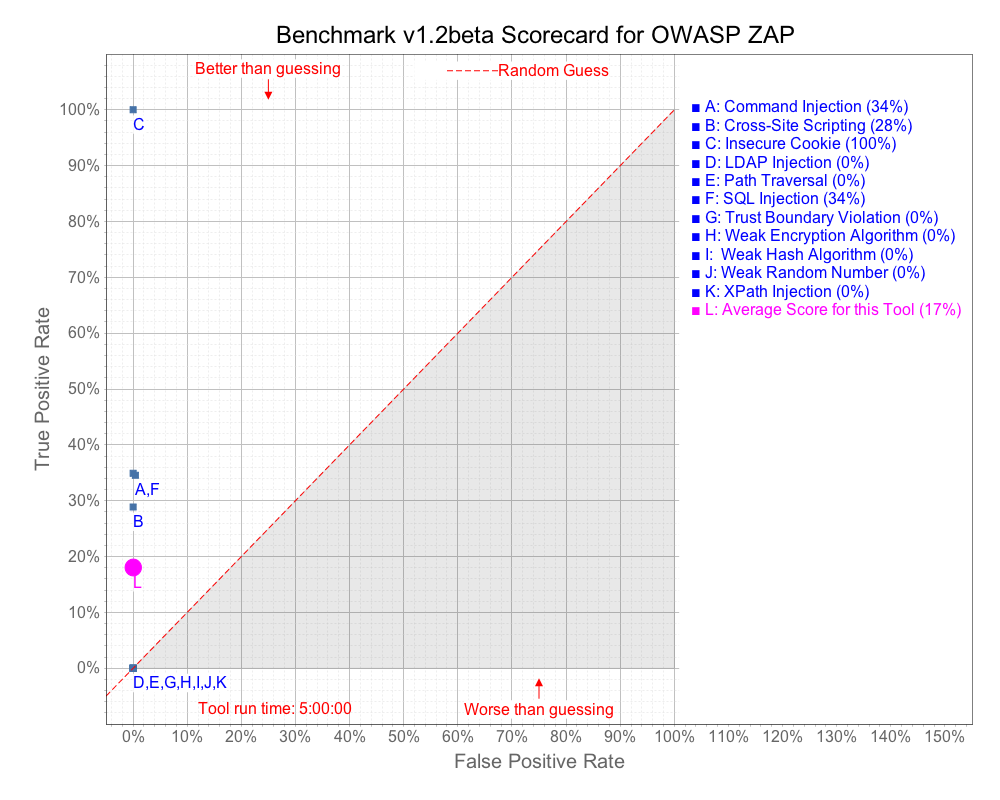 Benchmark v1.2beta Scorecard for OWASP ZAP
Better than guessing
Random Guess
100%
90%
80%
70%
60%
50%
40%
30%
20%
10%
0%
True Positive Rate
C
A,F
B
L
D,E,G,H,I,J,K
A: Command Injection (34%)
B: Cross-Site Scripting (28%)
C: Insecure Cookie (100%)
D: LDAP Injection (0%)
E: Path Traversal (0%)
F: SQL Injection (34%)
G: Trust Boundary Violation (0%)
H: Weak Encryption Algorithm (0%)
I: Weak Hash Algorithm (0%)
J: Weak Random Number (0%)
K: XPath Injection (0%)
L: Average Score for this Tool (17%)
Tool run time: 5:00:00
Worse than guessing
0% 10% 20% 30% 40% 50% 60% 70% 80% 90% 100% 110% 120% 130% 140% 150%
False Positive Rate